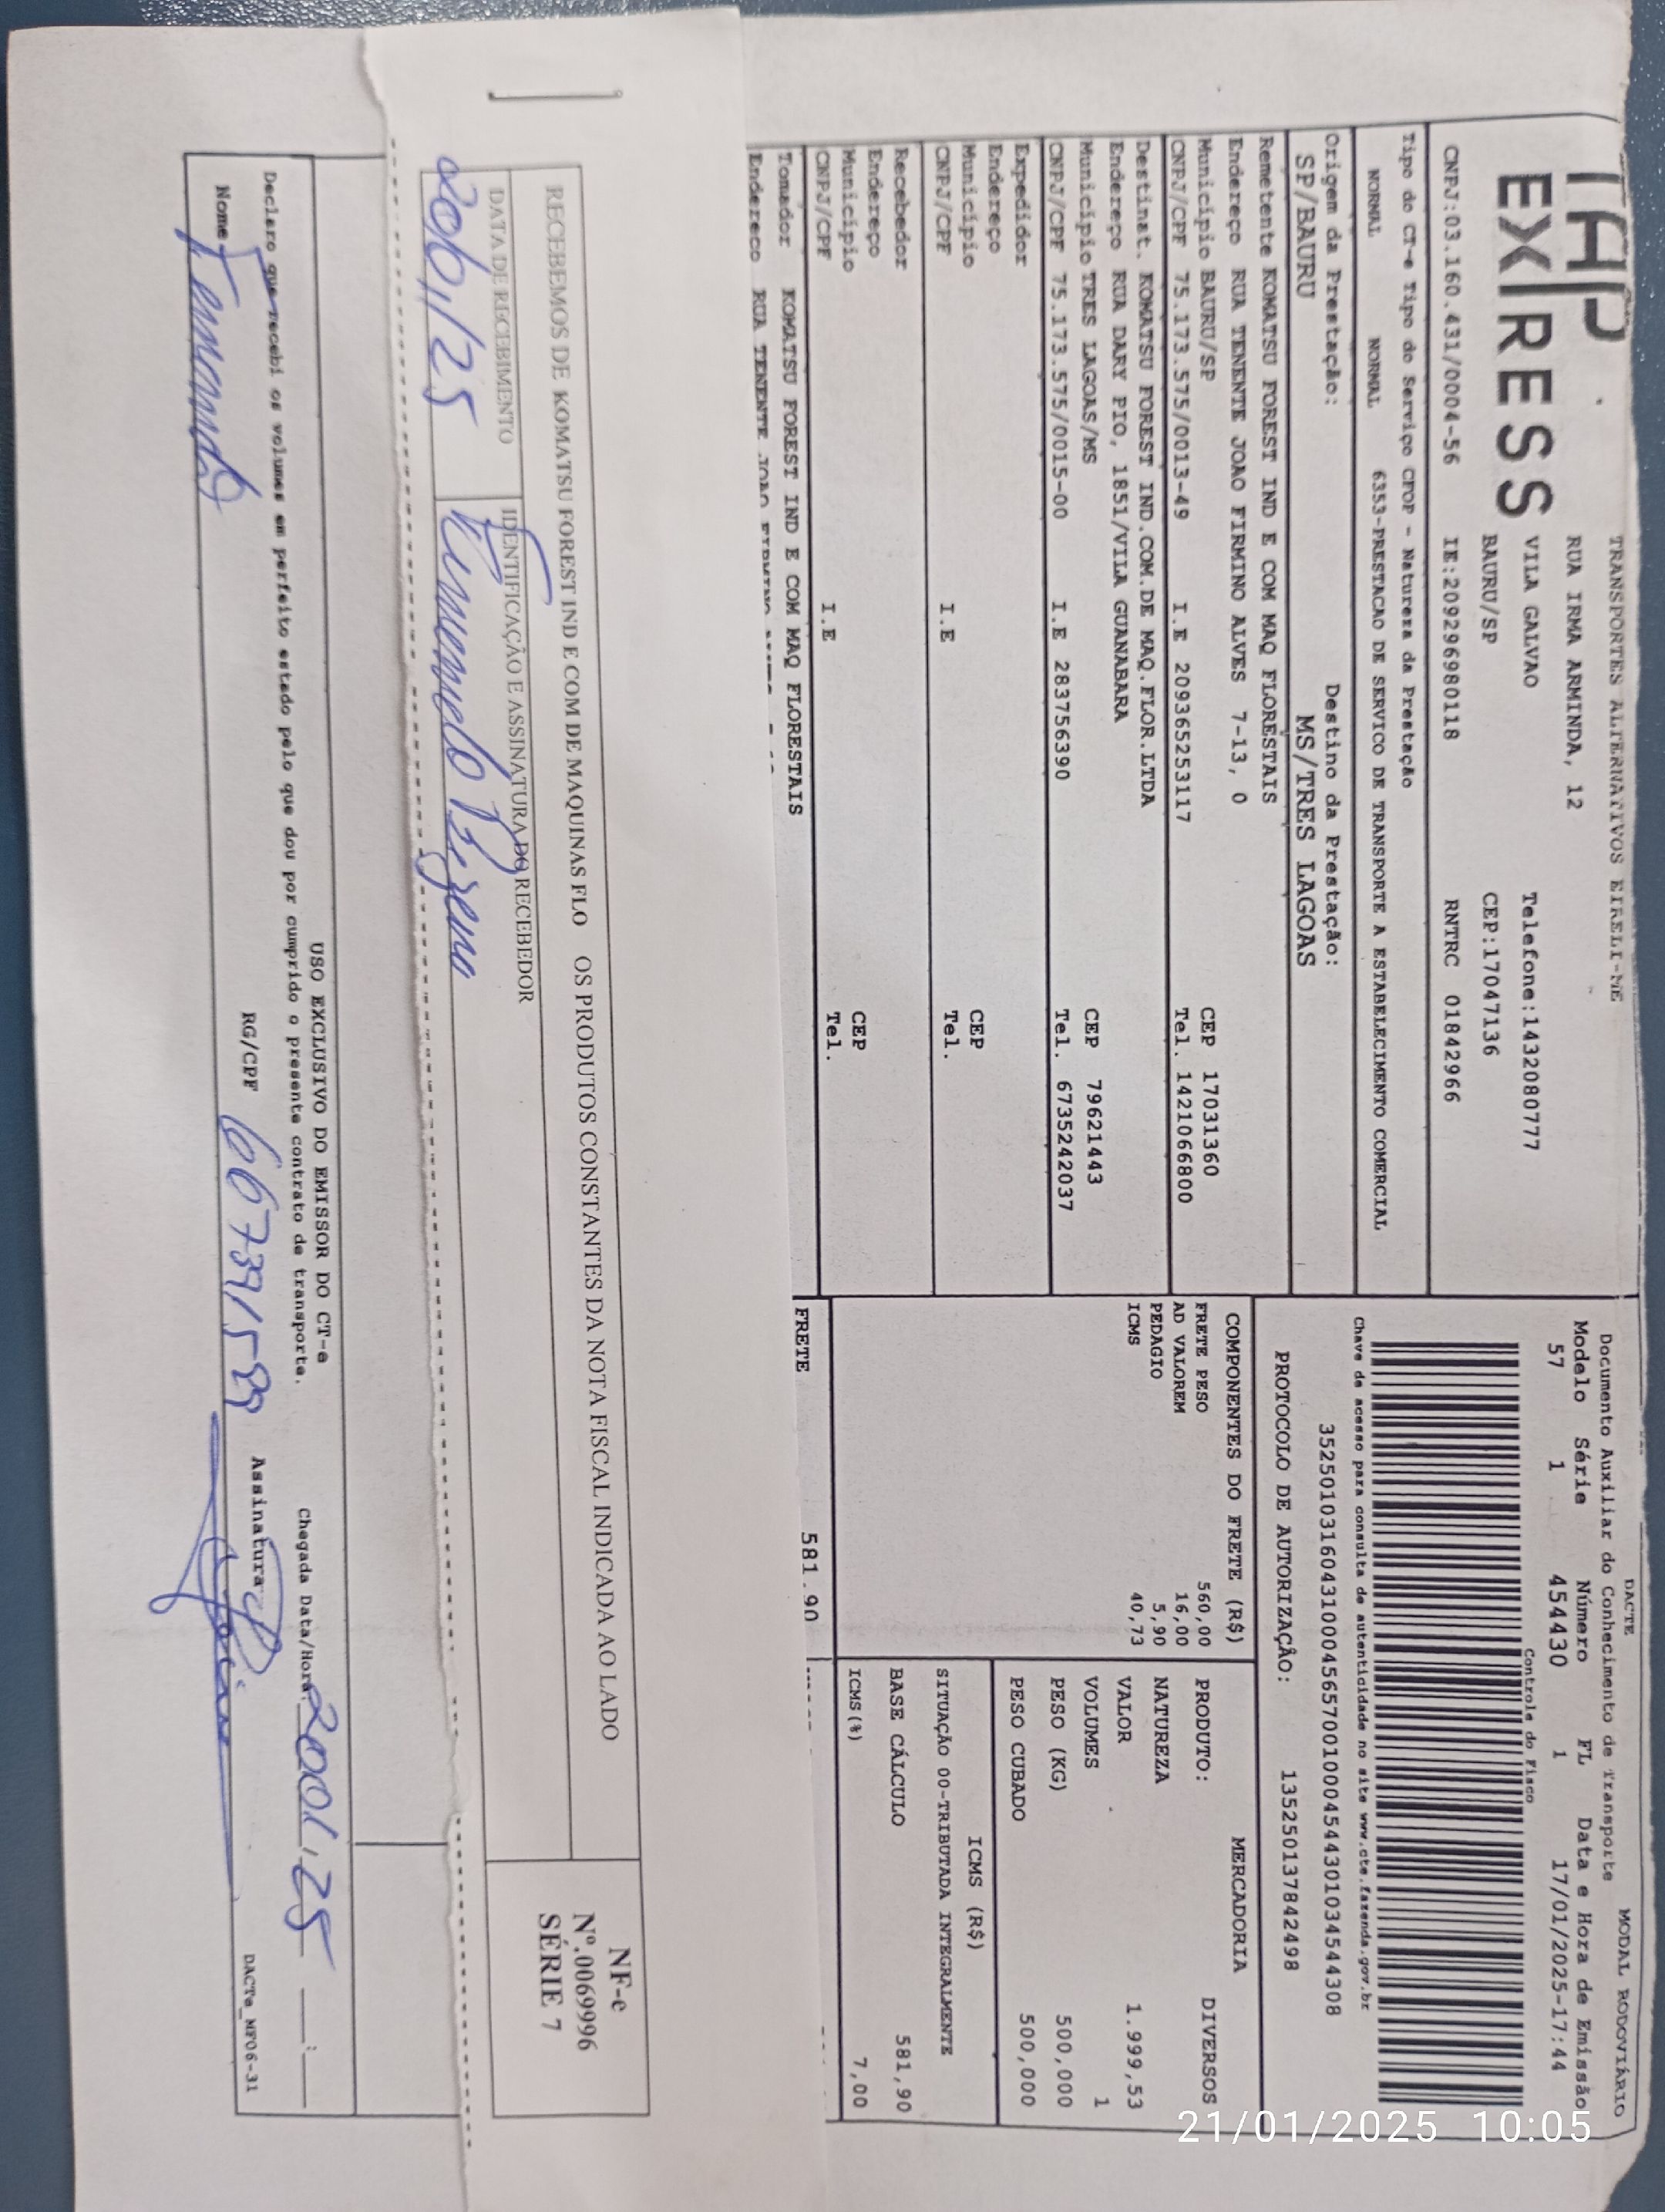 TAP EXPRESS
TRANSPORTES ALTERNATIVOS EIRELI-ME
RUA IRMA ARMINDA, 12
VILA GALVAO Telefone:1432080777
BAURU/SP CEP:17047136
CNPJ:03.160.431/0004-56 IE:209296980118 RNTRC 01842966
Tipo do CT-e Tipo do Serviço CFOP - Natureza da Prestação
NORMAL NORMAL 6353-PRESTACAO DE SERVICO DE TRANSPORTE A ESTABELECIMENTO COMERCIAL
Origem da Prestação: Destino da Prestação:
SP/BAURU MS/TRES LAGOAS
Remetente KOMATSU FOREST IND E COM MAQ FLORESTAIS
Endereço RUA TENENTE JOAO FIRMINO ALVES 7-13, 0
Município BAURU/SP CEP 17031360
CNPJ/CPF 75.173.575/0013-49 I.E 209365253117 Tel. 1421066800
Destinat. KOMATSU FOREST IND.COM.DE MAQ.FLOR.LTDA
Endereço RUA DARY PIO, 1851/VILA GUANABARA
Município TRES LAGOAS/MS CEP 79621443
CNPJ/CPF 75.173.575/0015-00 I.E 283756390 Tel. 6735242037
Expedidor
Endereço
Município CEP
CNPJ/CPF I.E Tel.
Recebedor
Endereço
Município CEP
CNPJ/CPF I.E Tel.
Tomador KOMATSU FOREST IND E COM MAQ FLORESTAIS
Endereço RUA TENENTE JOAO FIRMINO
DACTE MODAL RODOVIÁRIO
Documento Auxiliar do Conhecimento de Transporte
Modelo Série Número FL Data e Hora de Emissão
57 1 454430 1 17/01/2025-17:44
Controle do Fisco
Chave de acesso para consulta de autenticidade no site www.cte.fazenda.gov.br
35250103160431000456570010004544301034544308
PROTOCOLO DE AUTORIZAÇÃO: 135250137842498
COMPONENTES DO FRETE (R$)
FRETE PESO 560,00
AD VALOREM 16,00
PEDAGIO 5,90
ICMS 40,73
FRETE 581,90
MERCADORIA
PRODUTO: DIVERSOS
NATUREZA
VALOR 1.999,53
VOLUMES 1
PESO (KG) 500,000
PESO CUBADO 500,000
ICMS (R$)
SITUAÇÃO 00-TRIBUTADA INTEGRALMENTE
BASE CÁLCULO 581,90
ICMS(%) 7,00
RECEBEMOS DE KOMATSU FOREST IND E COM DE MAQUINAS FLO OS PRODUTOS CONSTANTES DA NOTA FISCAL INDICADA AO LADO
DATA DE RECEBIMENTO IDENTIFICAÇÃO E ASSINATURA DO RECEBEDOR
NF-e
Nº.0069996
SÉRIE 7
USO EXCLUSIVO DO EMISSOR DO CT-e
Declaro que recebi os volumes em perfeito estado pelo que dou por cumprido o presente contrato de transporte.
Chegada Data/Hora: 2001,25 ___:___
Nome Fernando RG/CPF Assinatura
DACTe_MF06-31
21/01/2025 10:05